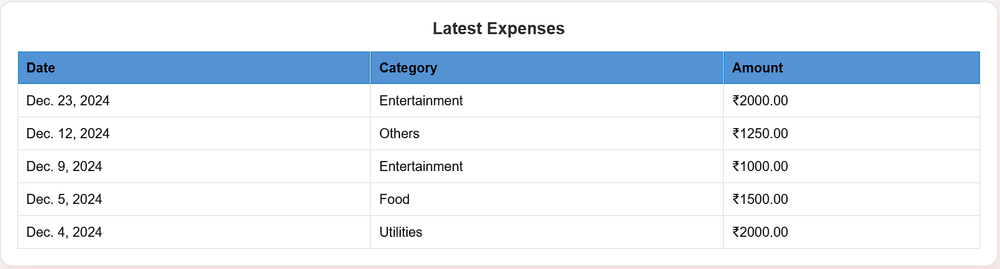 Latest Expenses
Date Category Amount
Dec. 23, 2024 Entertainment ₹2000.00
Dec. 12, 2024 Others ₹1250.00
Dec. 9, 2024 Entertainment ₹1000.00
Dec. 5, 2024 Food ₹1500.00
Dec. 4, 2024 Utilities ₹2000.00